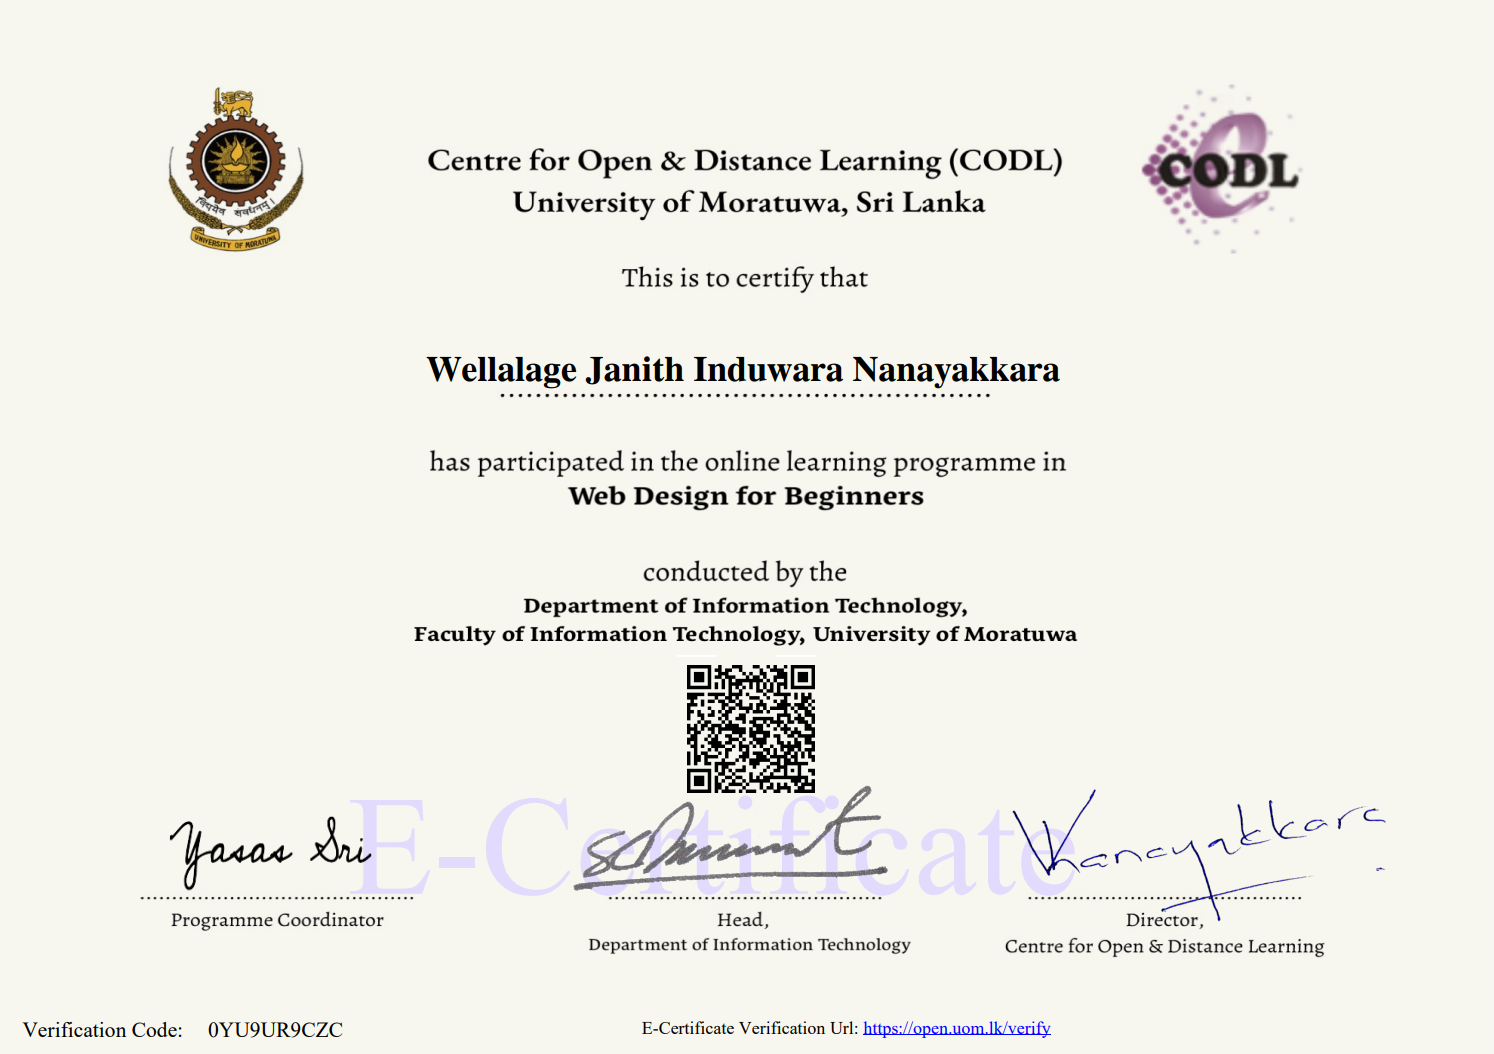 Centre for Open & Distance Learning (CODL)
University of Moratuwa, Sri Lanka
UNIVERSITY OF MORATUWA
CODL
This is to certify that
Wellalage Janith Induwara Nanayakkara
has participated in the online learning programme in
Web Design for Beginners
conducted by the
Department of Information Technology,
Faculty of Information Technology, University of Moratuwa
E-Certificate
Yasas Sri
Programme Coordinator
Head,
Department of Information Technology
Director,
Centre for Open & Distance Learning
Verification Code: 0YU9UR9CZC
E-Certificate Verification Url: https://open.uom.lk/verify